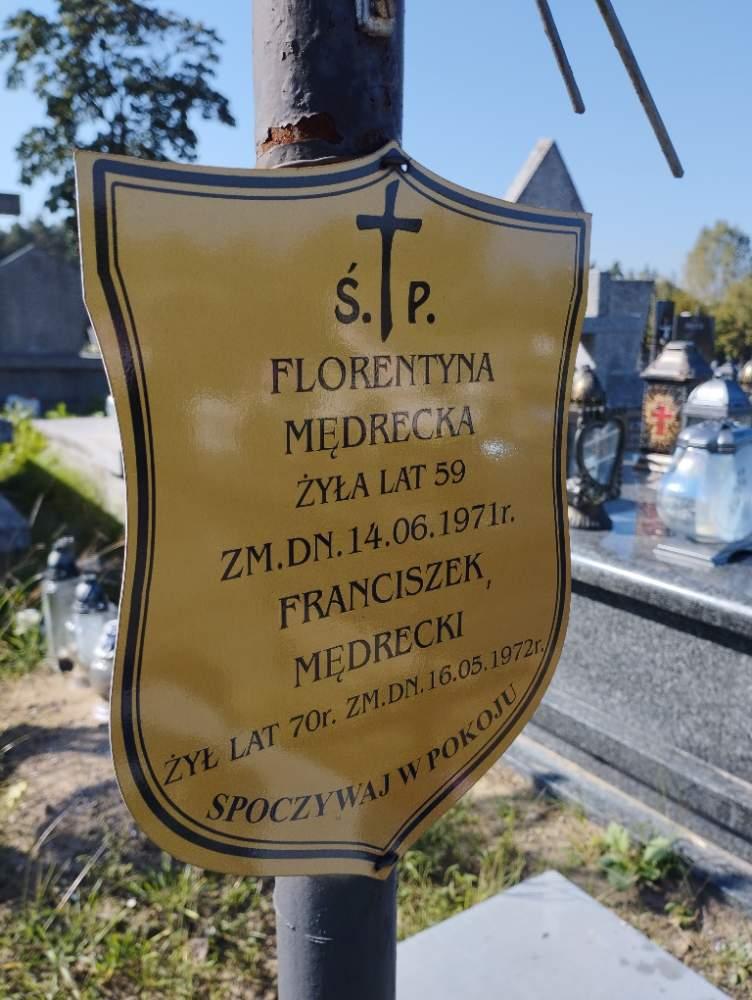 Ś. P.
FLORENTYNA
MĘDRECKA
ŻYŁA LAT 59
ZM.DN.14.06.1971r.
FRANCISZEK,
MĘDRECKI
ŻYŁ LAT 70r. ZM.DN.16.05.1972r.
SPOCZYWAJ W POKOJU